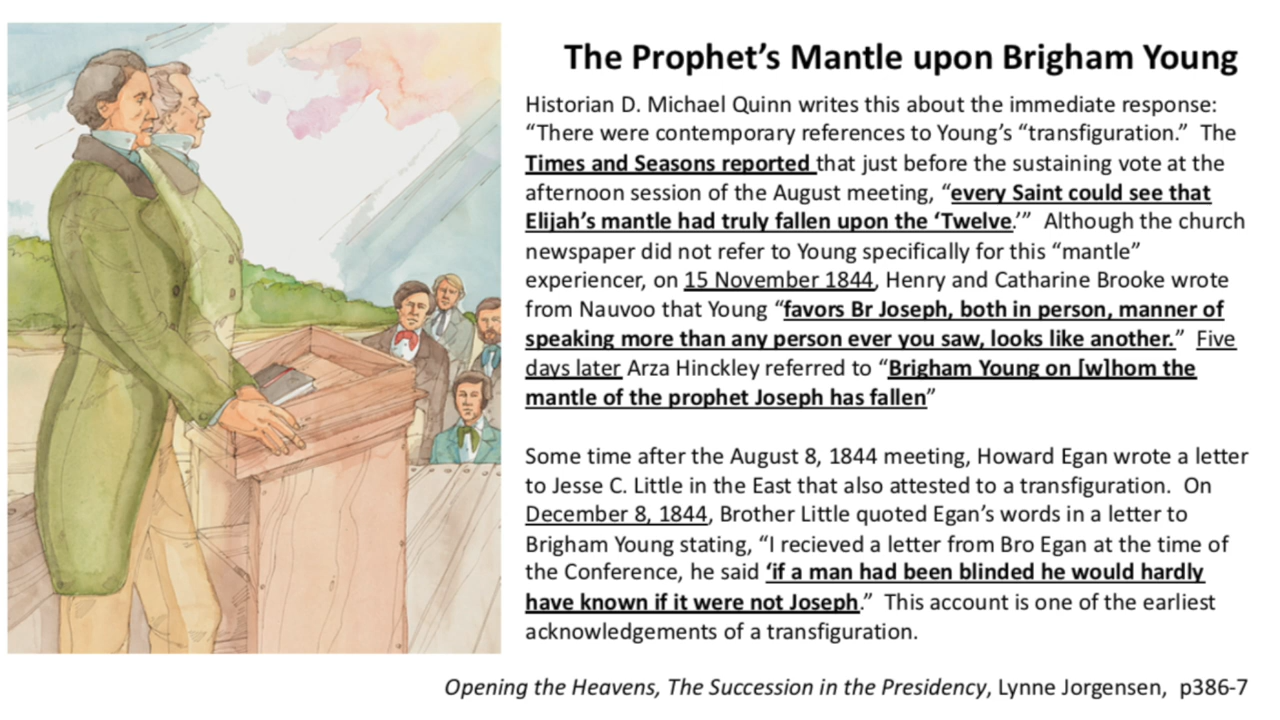 The Prophet’s Mantle upon Brigham Young
Historian D. Michael Quinn writes this about the immediate response:
“There were contemporary references to Young’s “transfiguration.”  The
Times and Seasons reported that just before the sustaining vote at the
afternoon session of the August meeting, “every Saint could see that
Elijah’s mantle had truly fallen upon the ‘Twelve.’”  Although the church
newspaper did not refer to Young specifically for this “mantle”
experiencer, on 15 November 1844, Henry and Catharine Brooke wrote
from Nauvoo that Young “favors Br Joseph, both in person, manner of
speaking more than any person ever you saw, looks like another.”  Five
days later Arza Hinckley referred to “Brigham Young on [w]hom the
mantle of the prophet Joseph has fallen”
Some time after the August 8, 1844 meeting, Howard Egan wrote a letter
to Jesse C. Little in the East that also attested to a transfiguration.  On
December 8, 1844, Brother Little quoted Egan’s words in a letter to
Brigham Young stating, “I recieved a letter from Bro Egan at the time of
the Conference, he said ‘if a man had been blinded he would hardly
have known if it were not Joseph.”  This account is one of the earliest
acknowledgements of a transfiguration.
Opening the Heavens, The Succession in the Presidency, Lynne Jorgensen,  p386-7